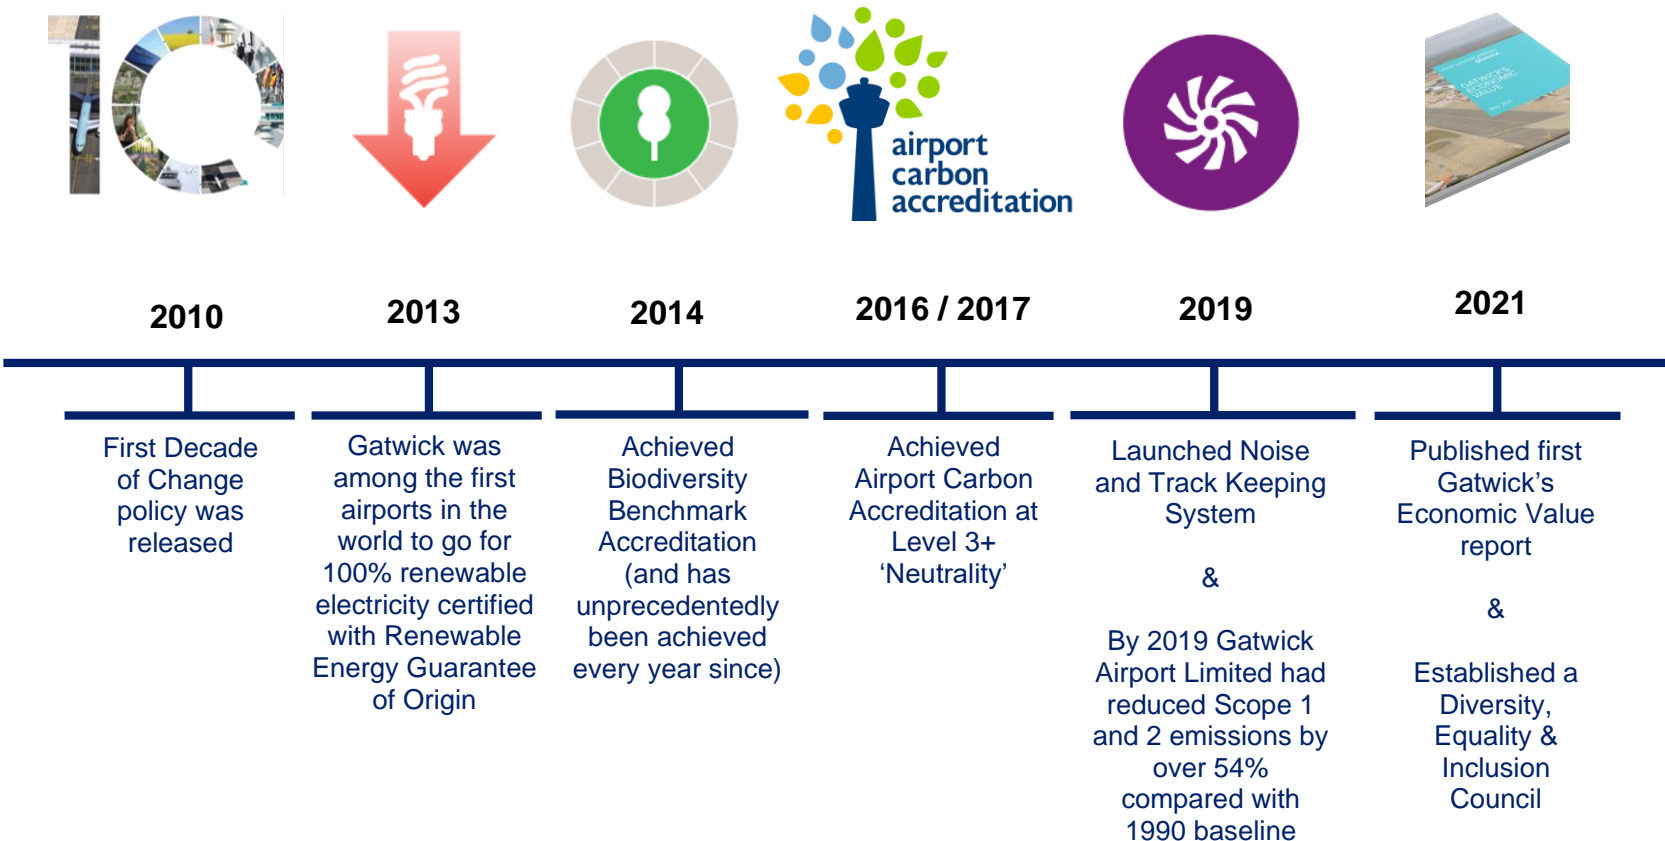 10
airport
carbon
accreditation
GATWICK'S
ECONOMIC
VALUE
2010
2013
2014
2016 / 2017
2019
2021
First Decade
of Change
policy was
released
Gatwick was
among the first
airports in the
world to go for
100% renewable
electricity certified
with Renewable
Energy Guarantee
of Origin
Achieved
Biodiversity
Benchmark
Accreditation
(and has
unprecedentedly
been achieved
every year since)
Achieved
Airport Carbon
Accreditation at
Level 3+
‘Neutrality’
Launched Noise
and Track Keeping
System
&
By 2019 Gatwick
Airport Limited had
reduced Scope 1
and 2 emissions by
over 54%
compared with
1990 baseline
Published first
Gatwick’s
Economic Value
report
&
Established a
Diversity,
Equality &
Inclusion
Council